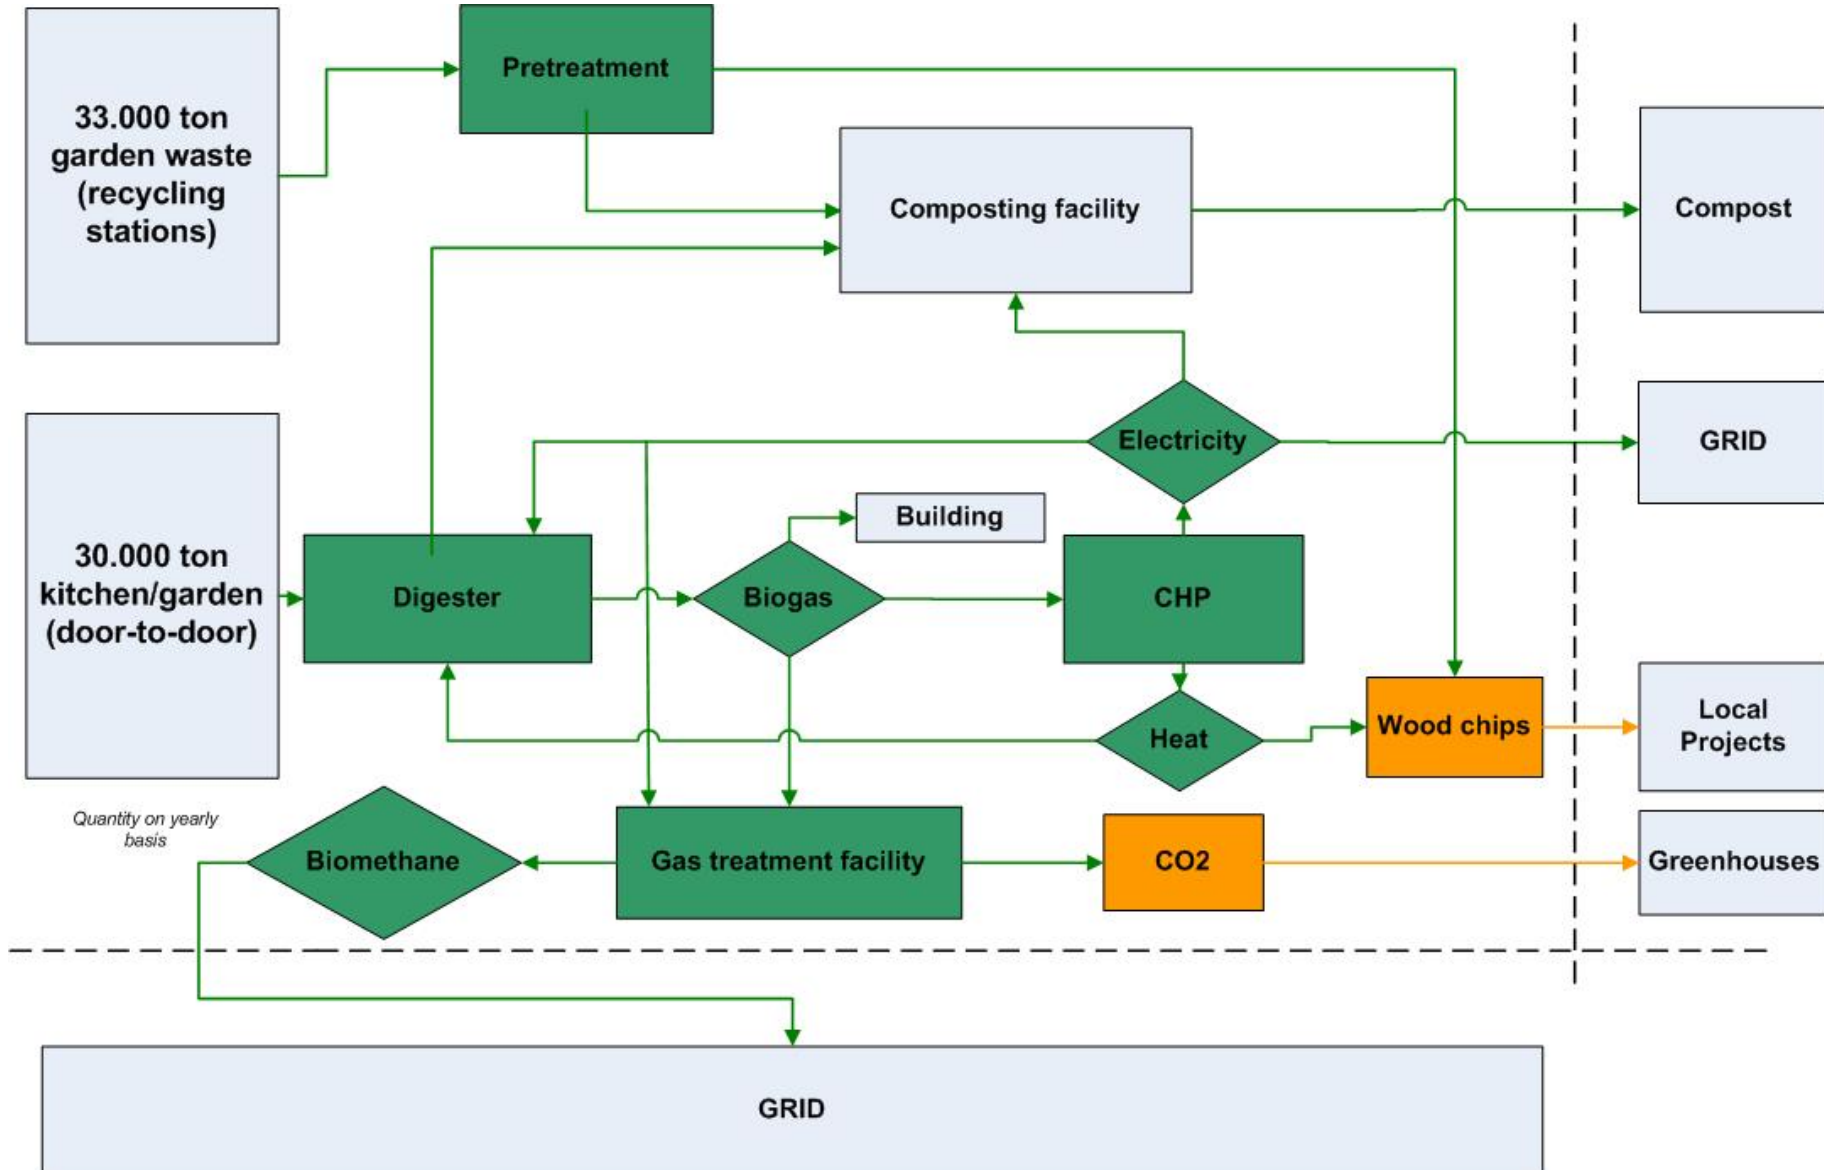 Pretreatment
33.000 ton
garden waste
(recycling
stations)
Composting facility
Compost
Electricity
GRID
Building
30.000 ton
kitchen/garden
(door-to-door)
Digester
Biogas
CHP
Heat
Wood chips
Local
Projects
Quantity on yearly
basis
Biomethane
Gas treatment facility
CO2
Greenhouses
GRID